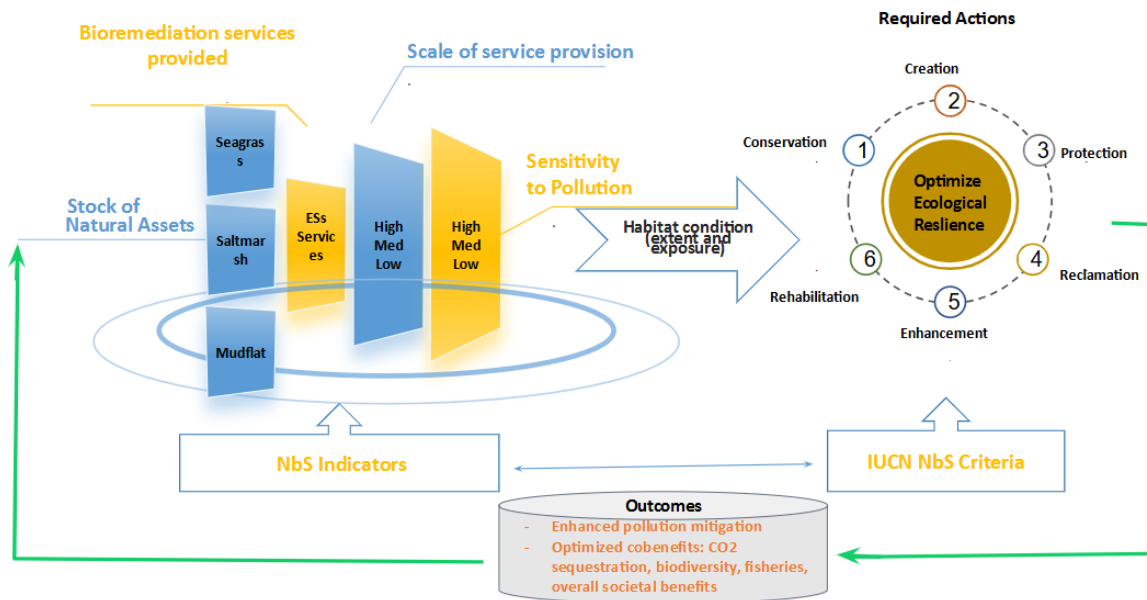 Bioremediation services
provided
Scale of service provision
Required Actions
Creation
2
Conservation
1
3
Protection
Optimize
Ecological
Reslience
6
4
Rehabilitation
Reclamation
5
Enhancement
Stock of
Natural Assets
Seagras
s
Saltma
rsh
Mudflat
ESs
Servic
es
High
Med
Low
High
Med
Low
Sensitivity
to Pollution
Habitat condition
(extent and
exposure)
NbS Indicators
IUCN NbS Criteria
Outcomes
- Enhanced pollution mitigation
- Optimized cobenefits: CO2
sequestration, biodiversity, fisheries,
overall societal benefits